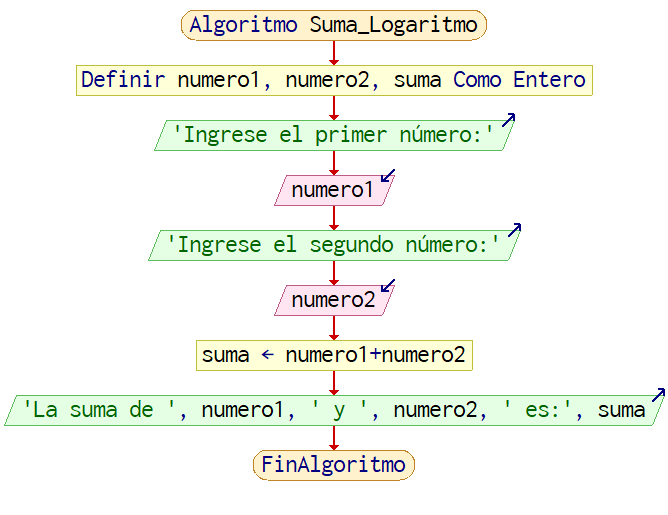 Algoritmo Suma_Logaritmo
Definir numero1, numero2, suma Como Entero
'Ingrese el primer número:'
numero1
'Ingrese el segundo número:'
numero2
suma ← numero1+numero2
'La suma de ', numero1, ' y ', numero2, ' es:', suma
FinAlgoritmo